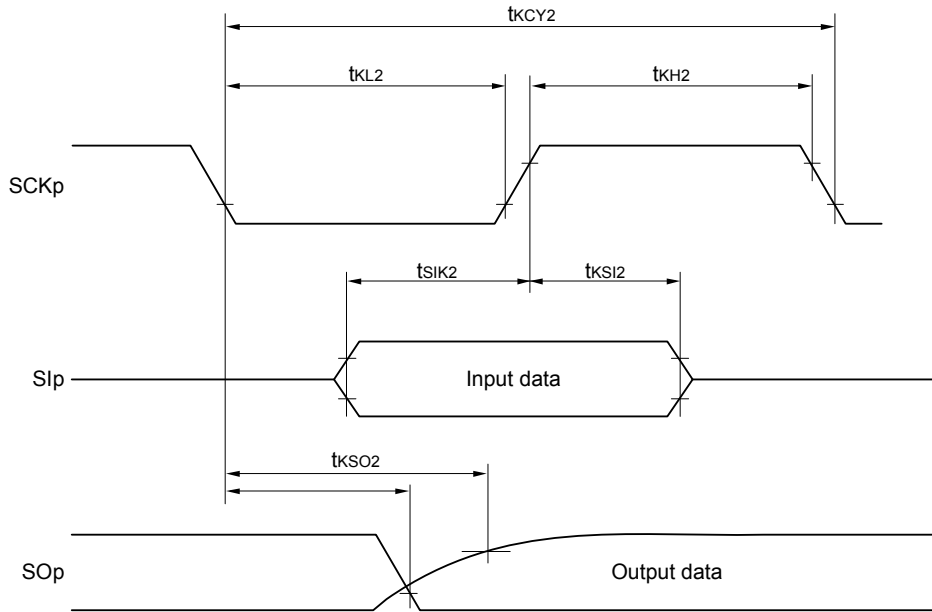 tKCY2
tKL2
tKH2
SCKp
tSIK2
tKSI2
SIp
Input data
tKSO2
SOp
Output data